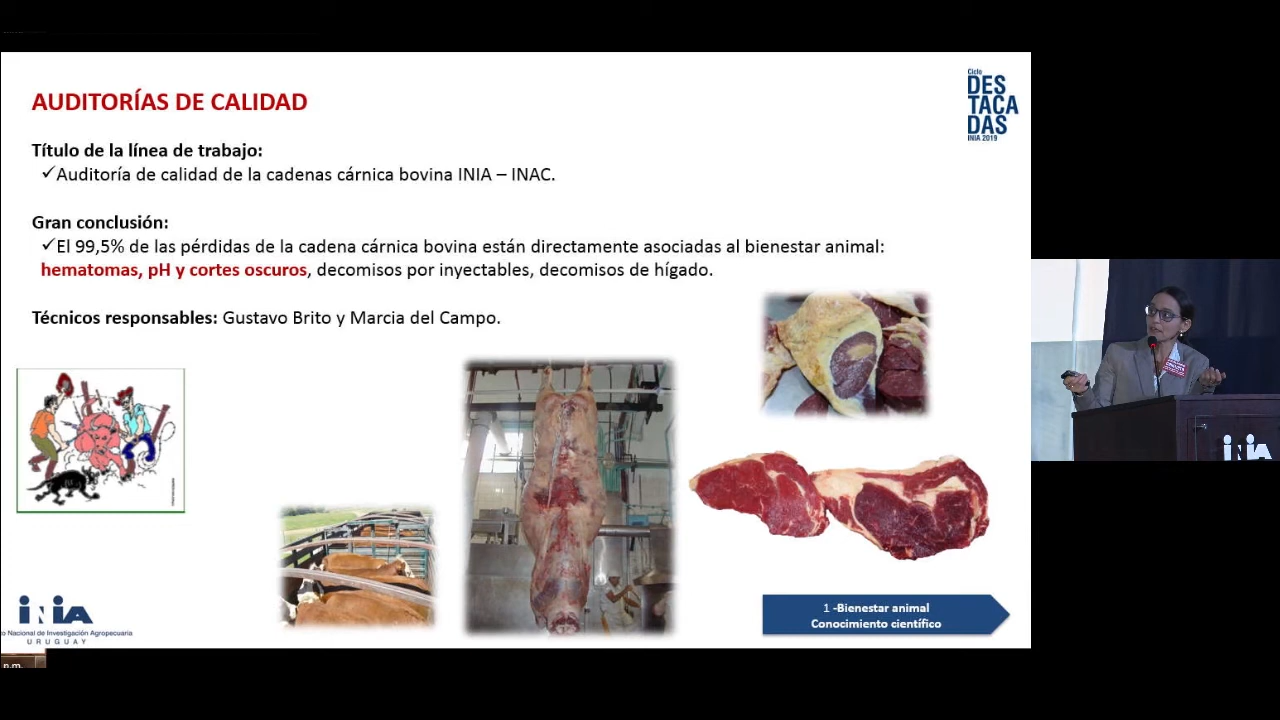 AUDITORÍAS DE CALIDAD
Ciclo
DES
TACA
DAS
INIA 2019
Título de la línea de trabajo:
✓Auditoría de calidad de la cadenas cárnica bovina INIA – INAC.
Gran conclusión:
✓El 99,5% de las pérdidas de la cadena cárnica bovina están directamente asociadas al bienestar animal:
hematomas, pH y cortes oscuros, decomisos por inyectables, decomisos de hígado.
Técnicos responsables: Gustavo Brito y Marcia del Campo.
INIA
1 -Bienestar animal
Conocimiento científico
INIA
o Nacional de Investigación Agropecuaria
URUGUAY
p.m.